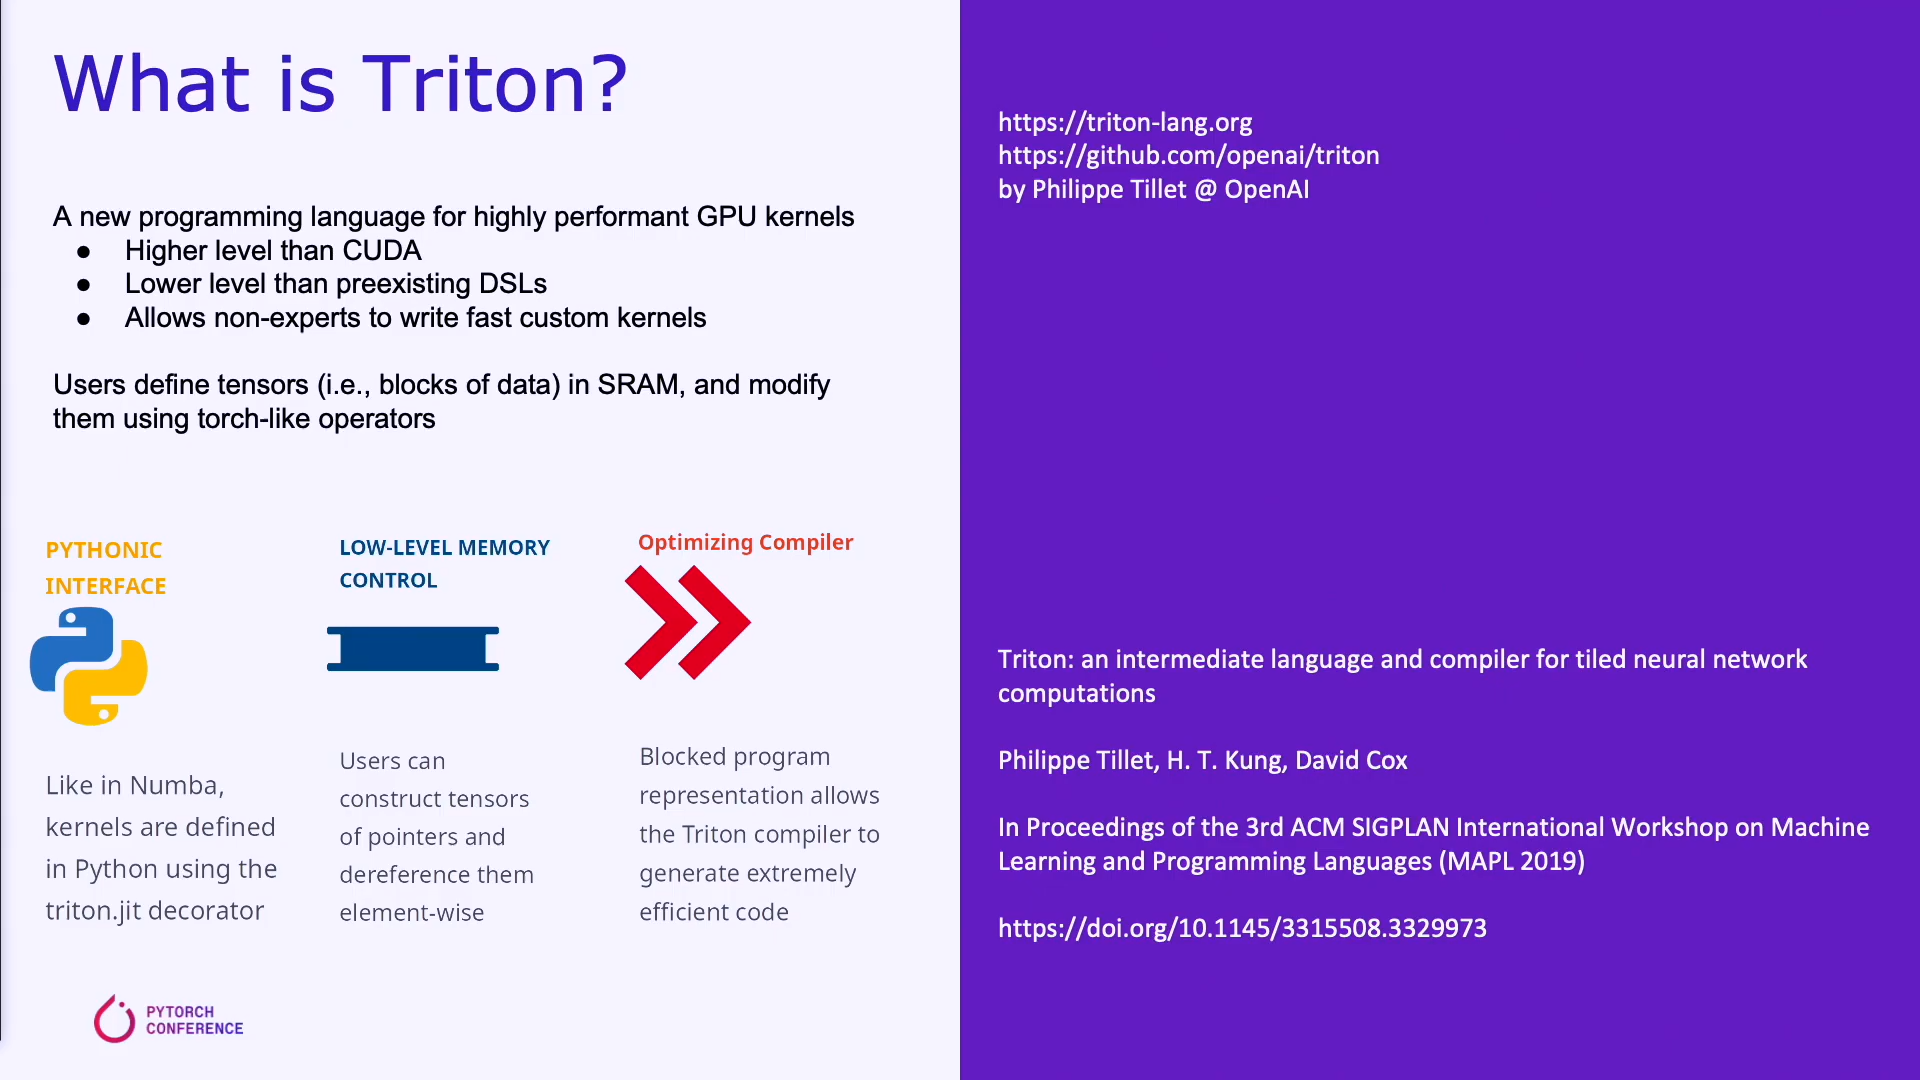 What is Triton?
A new programming language for highly performant GPU kernels
● Higher level than CUDA
● Lower level than preexisting DSLs
● Allows non-experts to write fast custom kernels
Users define tensors (i.e., blocks of data) in SRAM, and modify
them using torch-like operators
PYTHONIC
INTERFACE
Like in Numba,
kernels are defined
in Python using the
triton.jit decorator
LOW-LEVEL MEMORY
CONTROL
Users can
construct tensors
of pointers and
dereference them
element-wise
Optimizing Compiler
Blocked program
representation allows
the Triton compiler to
generate extremely
efficient code
PYTORCH
CONFERENCE
https://triton-lang.org
https://github.com/openai/triton
by Philippe Tillet @ OpenAI
Triton: an intermediate language and compiler for tiled neural network
computations
Philippe Tillet, H. T. Kung, David Cox
In Proceedings of the 3rd ACM SIGPLAN International Workshop on Machine
Learning and Programming Languages (MAPL 2019)
https://doi.org/10.1145/3315508.3329973